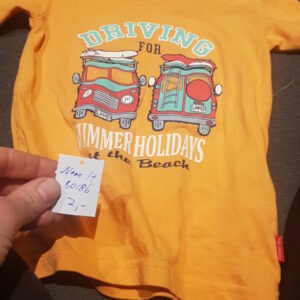 DRIVING
FOR
SUMMER HOLIDAYS
at the Beach
Name It
80/86
2,-